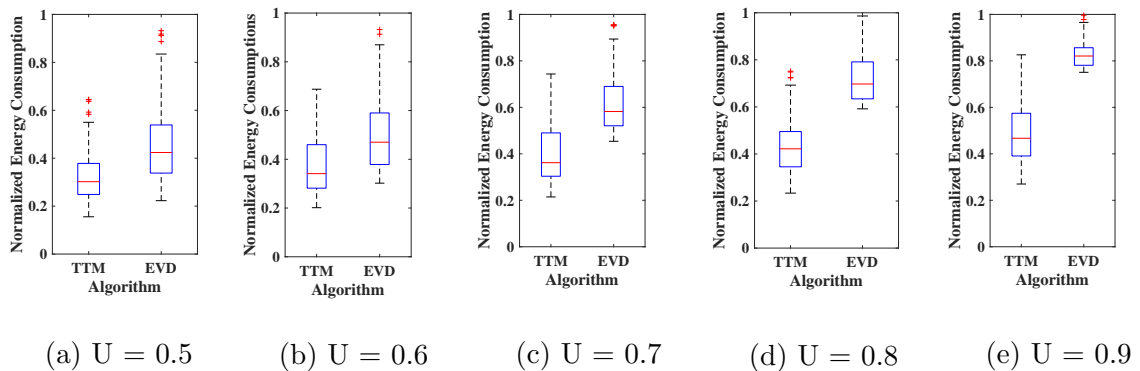 Normalized Energy Consumption
1
0.8
0.6
0.4
0.2
0
TTM EVD
Algorithm
(a) U = 0.5
Normalized Energy Consumptions
1
0.8
0.6
0.4
0.2
0
TTM EVD
Algorithm
(b) U = 0.6
Normalized Energy Consumption
1
0.8
0.6
0.4
0.2
0
TTM EVD
Algorithm
(c) U = 0.7
Normalized Energy Consumption
1
0.8
0.6
0.4
0.2
0
TTM EVD
Algorithm
(d) U = 0.8
Normalized Energy Consumption
1
0.8
0.6
0.4
0.2
0
TTM EVD
Algorithm
(e) U = 0.9